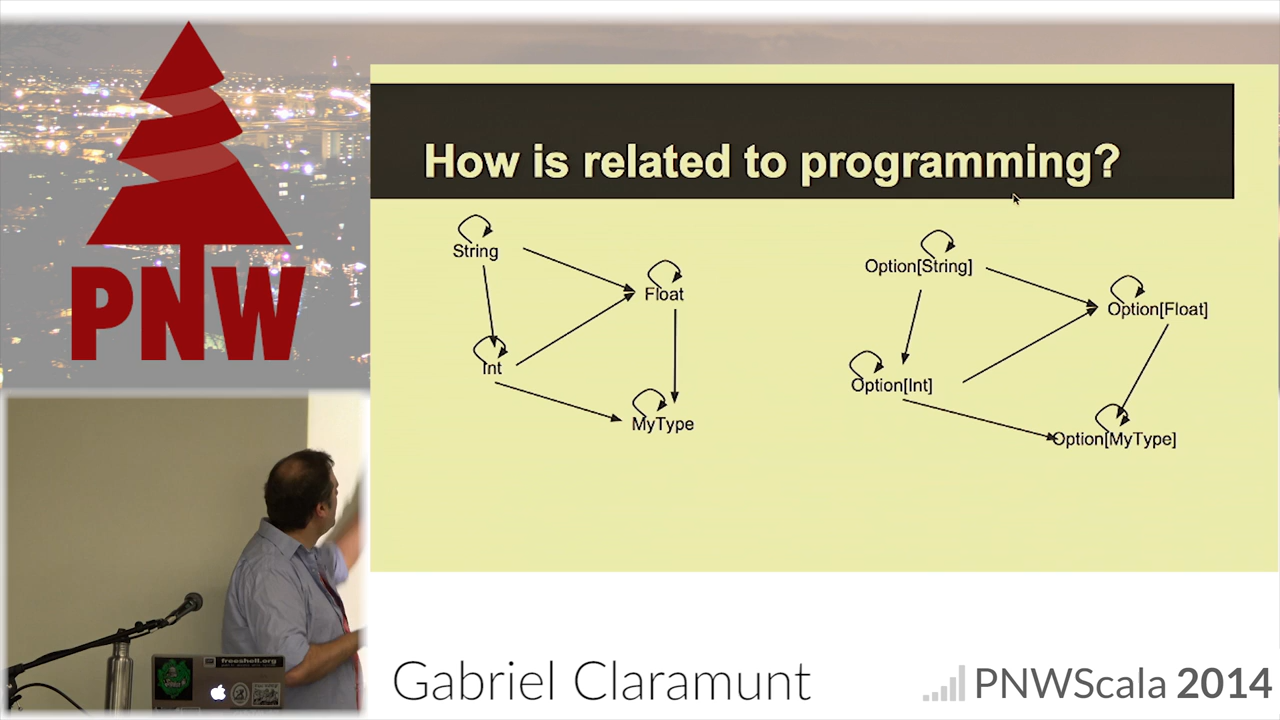 PNW
How is related to programming?
String
Float
Int
MyType
Option[String]
Option[Float]
Option[Int]
Option[MyType]
freeshell.org
Gabriel Claramunt
PNWScala 2014